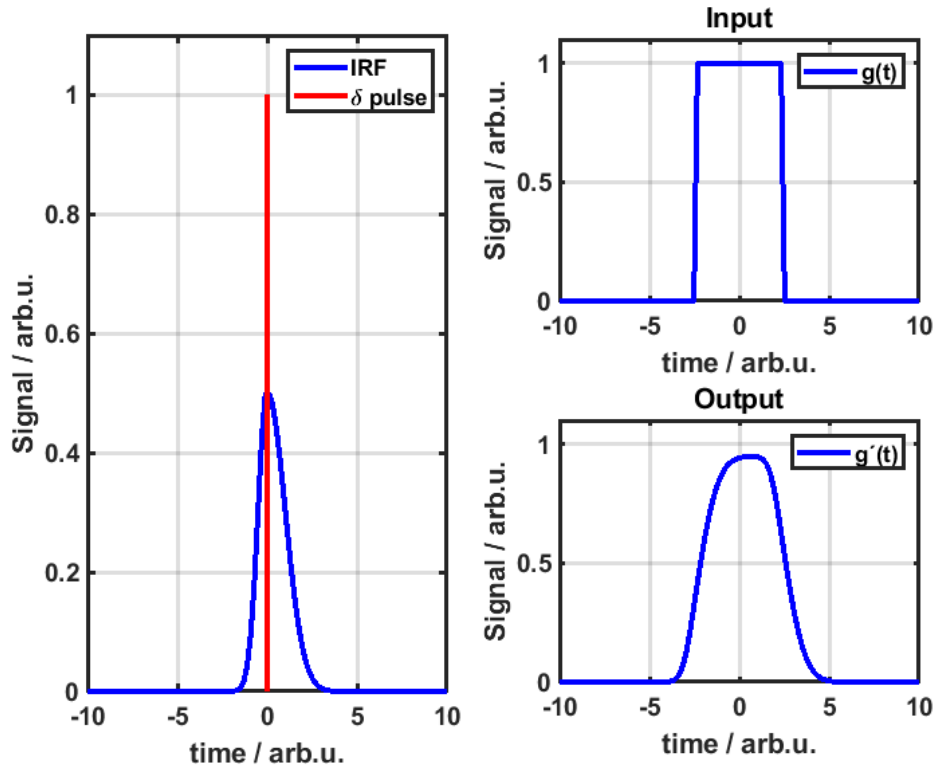 IRF
δ pulse
1
0.8
0.6
0.4
0.2
0
-10
-5
0
5
10
Signal / arb.u.
time / arb.u.
Input
g(t)
1
0.5
0
-10
-5
0
5
10
Signal / arb.u.
time / arb.u.
Output
g´(t)
1
0.5
0
-10
-5
0
5
10
Signal / arb.u.
time / arb.u.